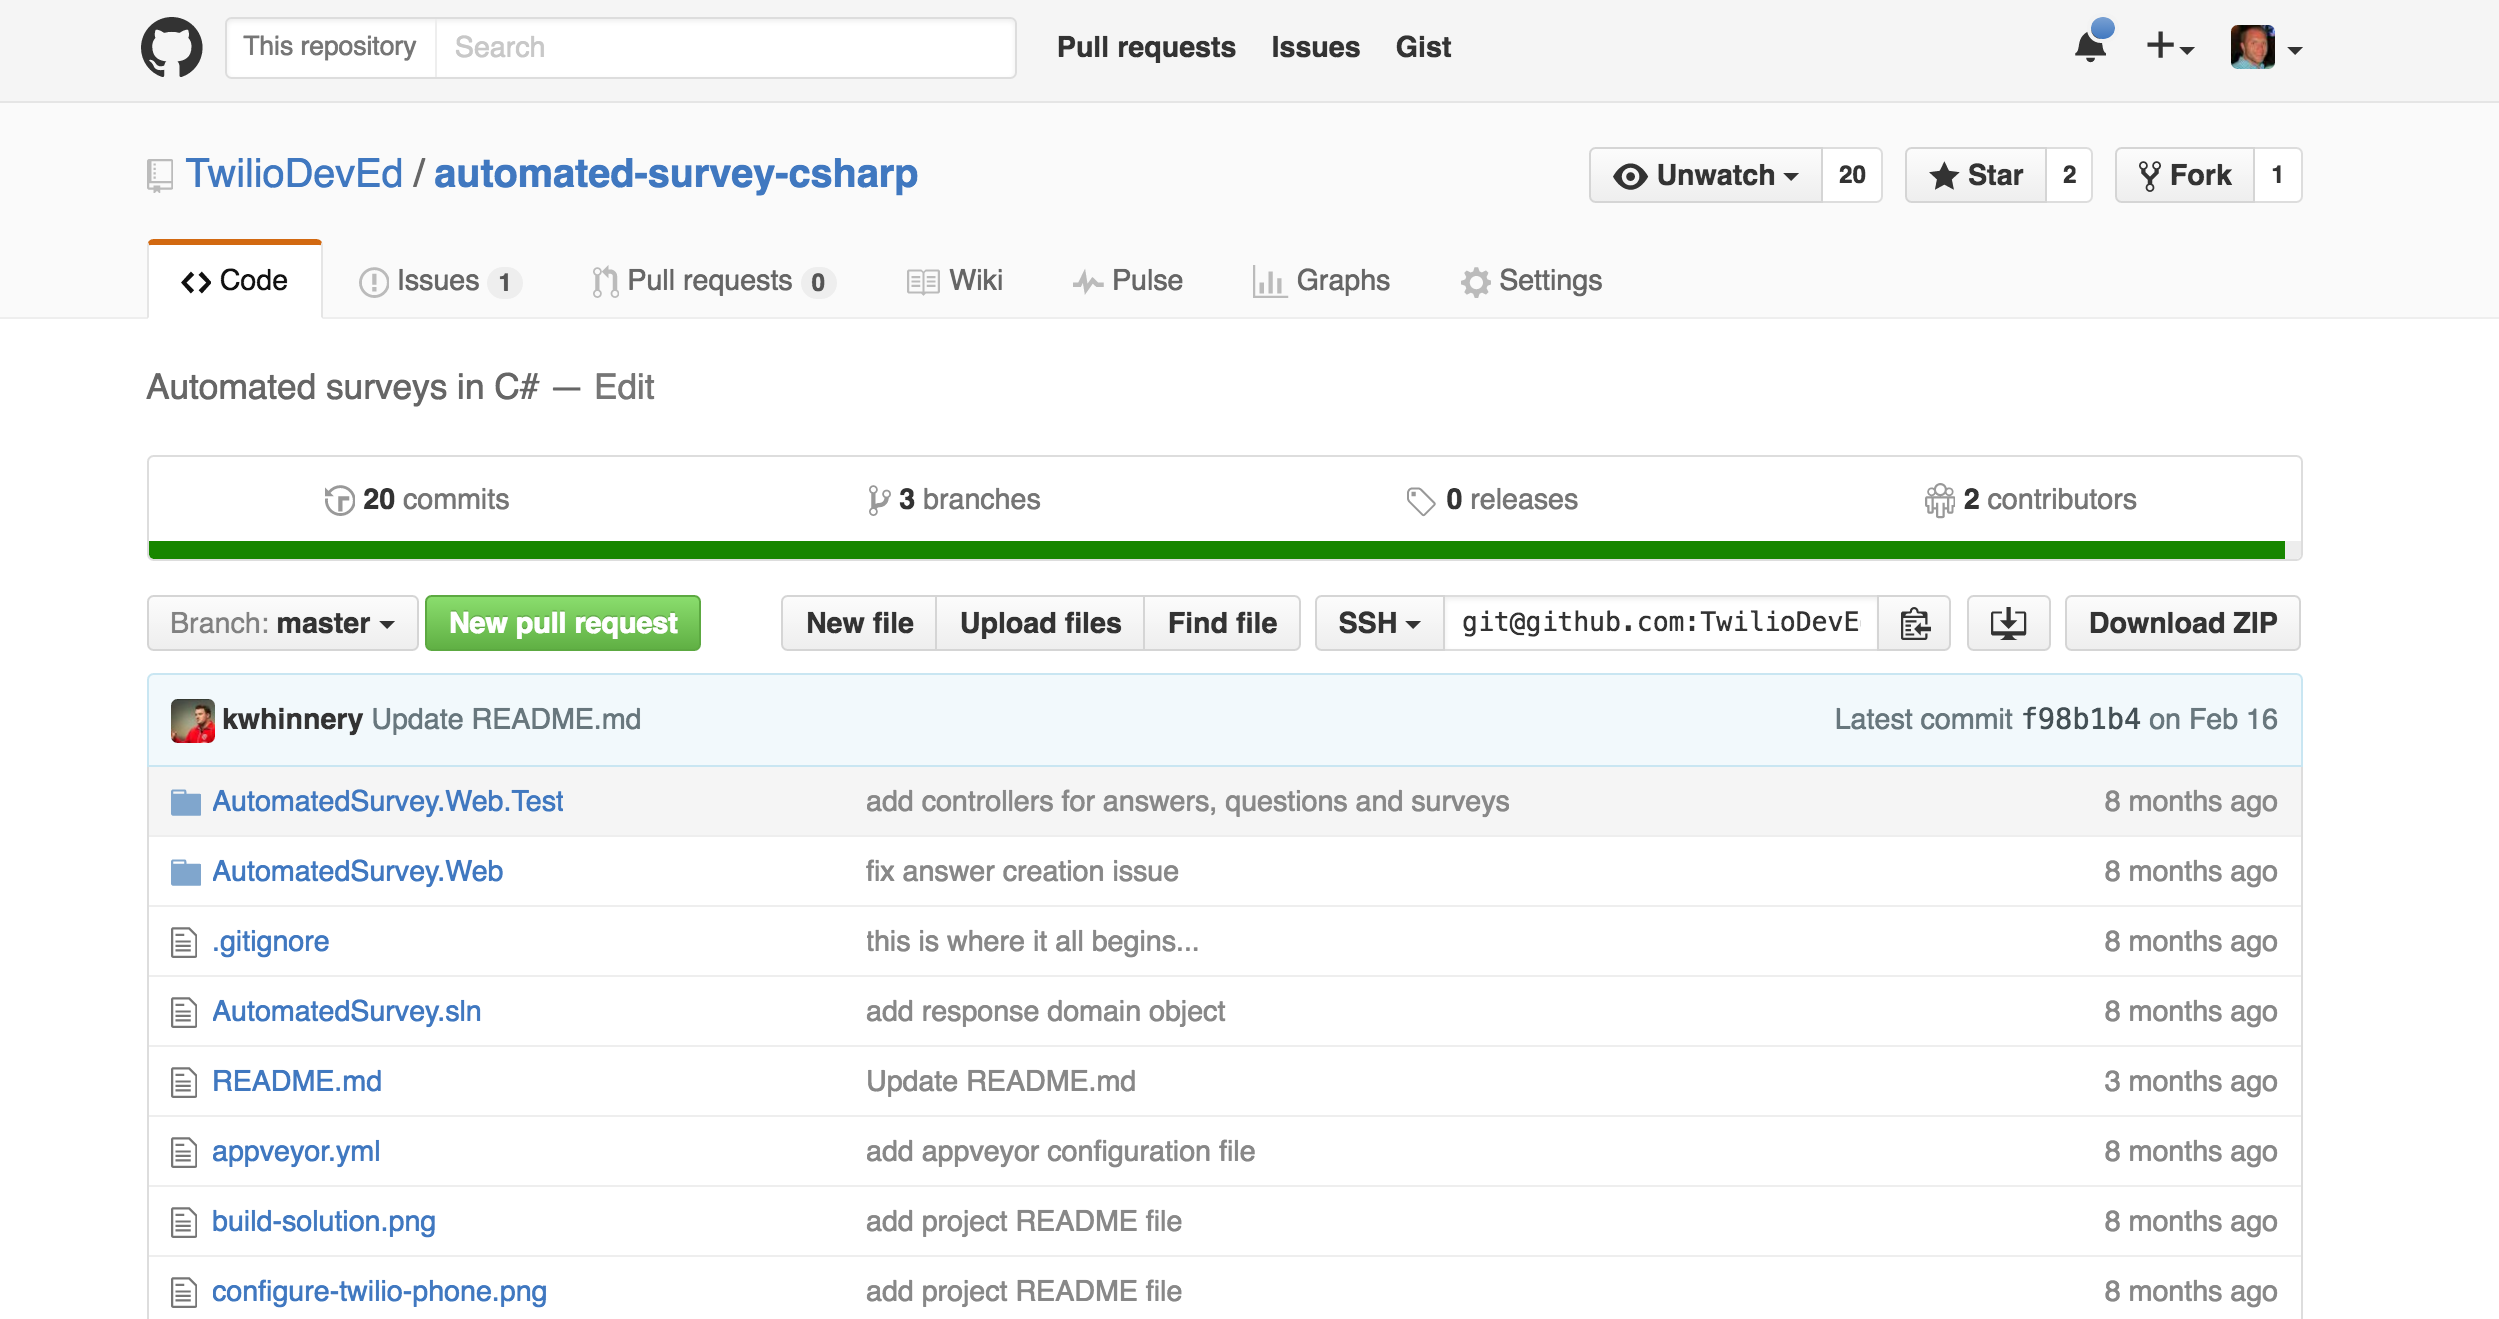 This repository Search Pull requests Issues Gist
TwilioDevEd / automated-survey-csharp Unwatch 20 Star 2 Fork 1
Code Issues 1 Pull requests 0 Wiki Pulse Graphs Settings
Automated surveys in C# — Edit
20 commits 3 branches 0 releases 2 contributors
Branch: master New pull request New file Upload files Find file SSH git@github.com:TwilioDevE Download ZIP
kwhinnery Update README.md Latest commit f98b1b4 on Feb 16
AutomatedSurvey.Web.Test add controllers for answers, questions and surveys 8 months ago
AutomatedSurvey.Web fix answer creation issue 8 months ago
.gitignore this is where it all begins... 8 months ago
AutomatedSurvey.sln add response domain object 8 months ago
README.md Update README.md 3 months ago
appveyor.yml add appveyor configuration file 8 months ago
build-solution.png add project README file 8 months ago
configure-twilio-phone.png add project README file 8 months ago